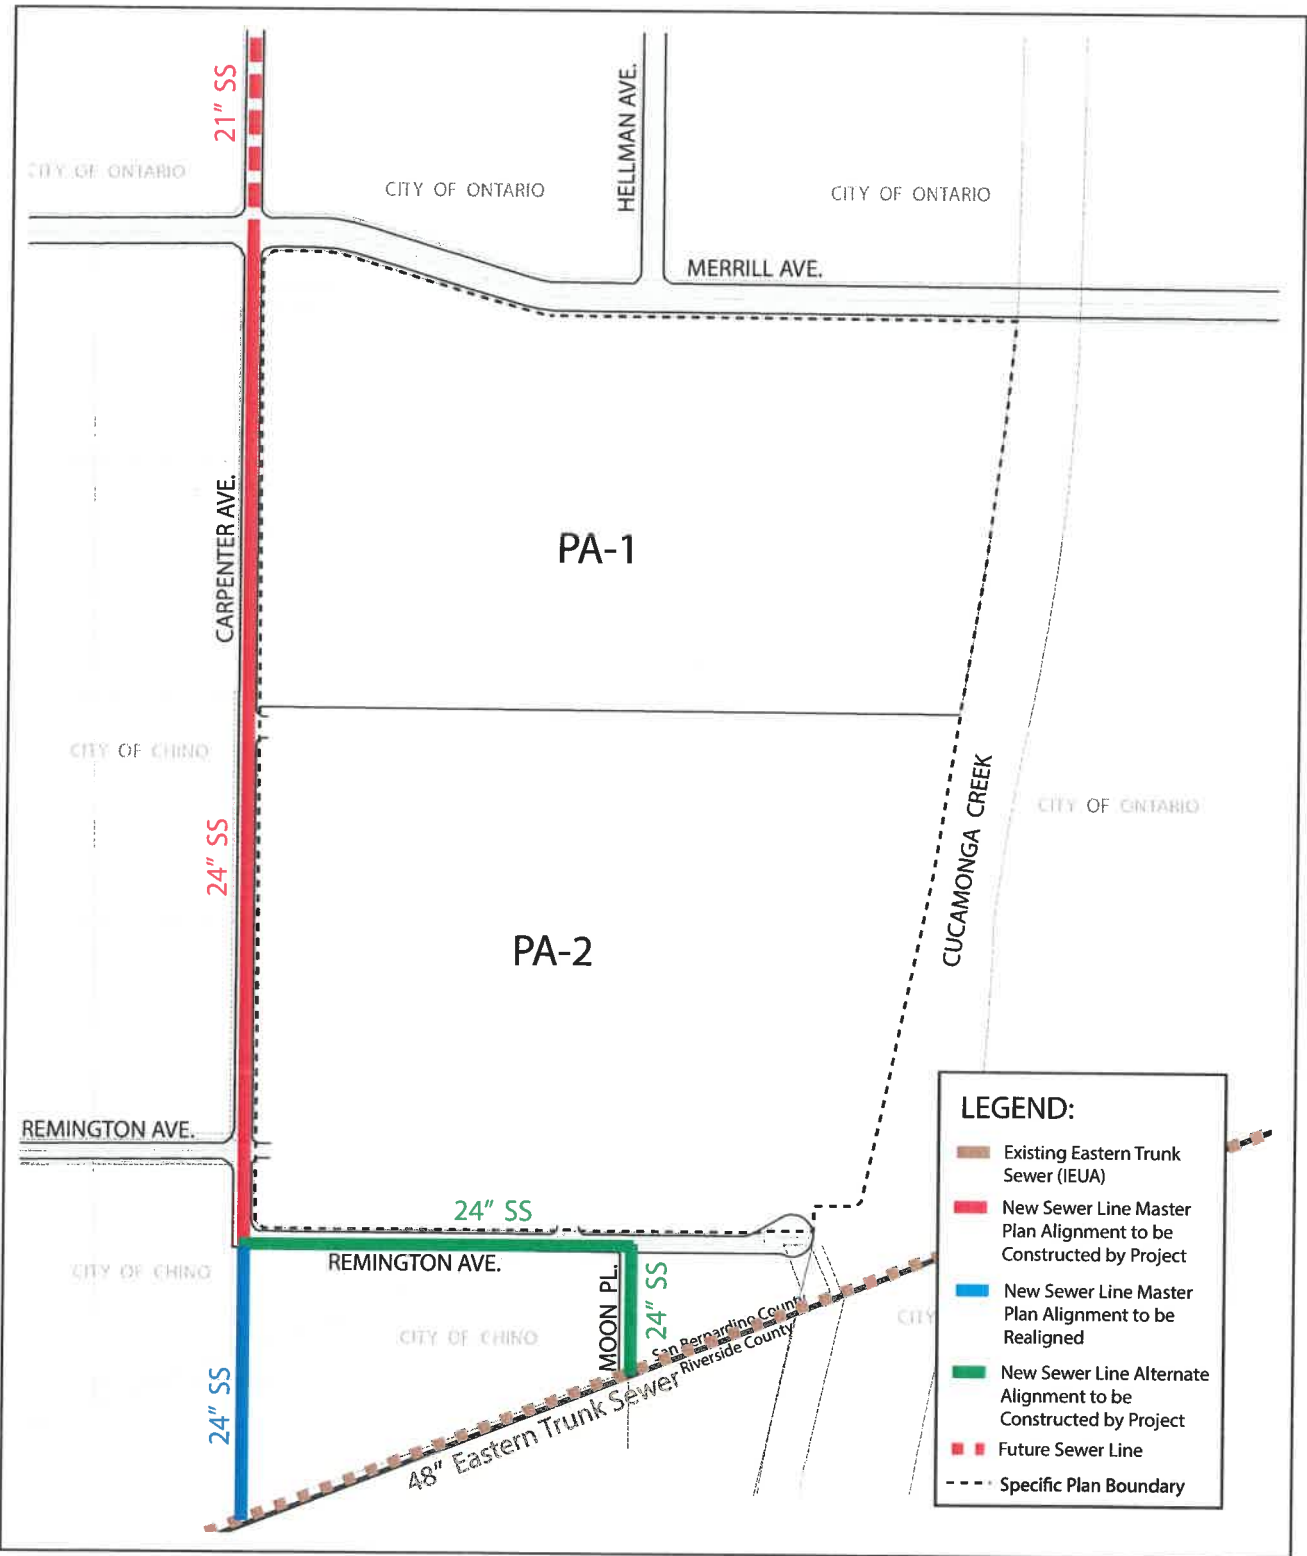 21" SS
HELLMAN AVE.
CITY OF ONTARIO
CITY OF ONTARIO
CITY OF ONTARIO
MERRILL AVE.
CARPENTER AVE.
PA-1
CITY OF CHINO
24" SS
CUCAMONGA CREEK
CITY OF ONTARIO
PA-2
REMINGTON AVE.
24" SS
REMINGTON AVE.
CITY OF CHINO
MOON PL.
24" SS
San Bernardino County
Riverside County
CITY
CITY OF CHINO
24" SS
48" Eastern Trunk Sewer
LEGEND:
Existing Eastern Trunk
Sewer (IEUA)
New Sewer Line Master
Plan Alignment to be
Constructed by Project
New Sewer Line Master
Plan Alignment to be
Realigned
New Sewer Line Alternate
Alignment to be
Constructed by Project
Future Sewer Line
Specific Plan Boundary